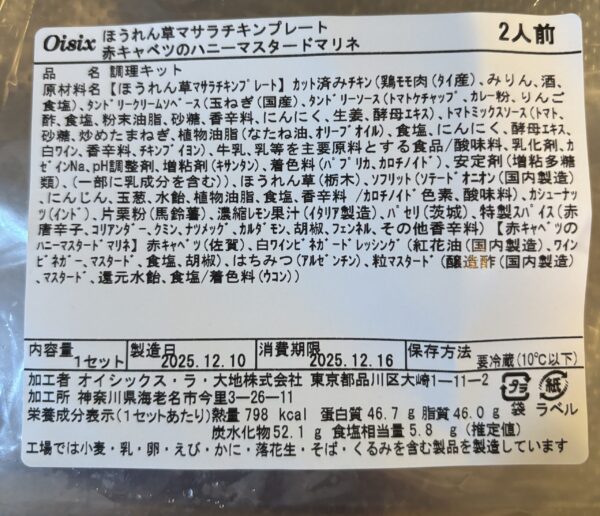 Oisix ほうれん草マサラチキンプレート
赤キャベツのハニーマスタードマリネ
2人前
品　名 調理キット
原材料名【ほうれん草マサラチキンプレート】カット済みチキン(鶏モモ肉(タイ産)、みりん、酒、
食塩)、タンドリークリームソースベース(玉ねぎ(国産)、タンドリーソース(トマトケチャップ、カレー粉、りんご
酢、食塩、粉末油脂、砂糖、香辛料、にんにく、生姜、酵母エキス)、トマトミックスソース(トマト、
砂糖、炒めたまねぎ、植物油脂(なたね油、オリーブオイル)、食塩、にんにく、酵母エキス、
白ワイン、香辛料、チキンブイヨン)、牛乳、乳等を主要原料とする食品/酸味料、乳化剤、カ
ゼインNa、pH調整剤、増粘剤(キサンタン)、着色料(パプリカ、カロチノイド)、安定剤(増粘多糖
類)、(一部に乳成分を含む))、ほうれん草(栃木)、ソフリット(ソテードオニオン(国内製造)
、にんじん、玉葱、水飴、植物油脂、食塩、香辛料/カロチノイド色素、酸味料)、カシューナッ
ツ(インド)、片栗粉(馬鈴薯)、濃縮レモン果汁(イタリア製造)、パセリ(茨城)、特製スパイス(赤
唐辛子、コリアンダー、クミン、ナツメッグ、カルダモン、胡椒、フェンネル、その他香辛料)【赤キャベツの
ハニーマスタードマリネ】赤キャベツ(佐賀)、白ワインビネガードレッシング(紅花油(国内製造)、ワイン
ビネガー、マスタード、食塩、胡椒)、はちみつ(アルゼンチン)、粒マスタード(醸造酢(国内製造)
、マスタード、還元水飴、食塩/着色料(ウコン))
内容量 1セット 製造日 2025.12.10 消費期限 2025.12.16 保存方法 要冷蔵(10℃以下)
加工者 オイシックス・ラ・大地株式会社 東京都品川区大崎1-11-2
加工所 神奈川県海老名市今里3-26-11
プラ 紙
袋 ラベル
栄養成分表示(1セットあたり)熱量 798 kcal 蛋白質 46.7 g 脂質 46.0 g
炭水化物 52.1 g 食塩相当量 5.8 g (推定値)
工場では小麦・乳・卵・えび・かに・落花生・そば・くるみを含む製品を製造しています